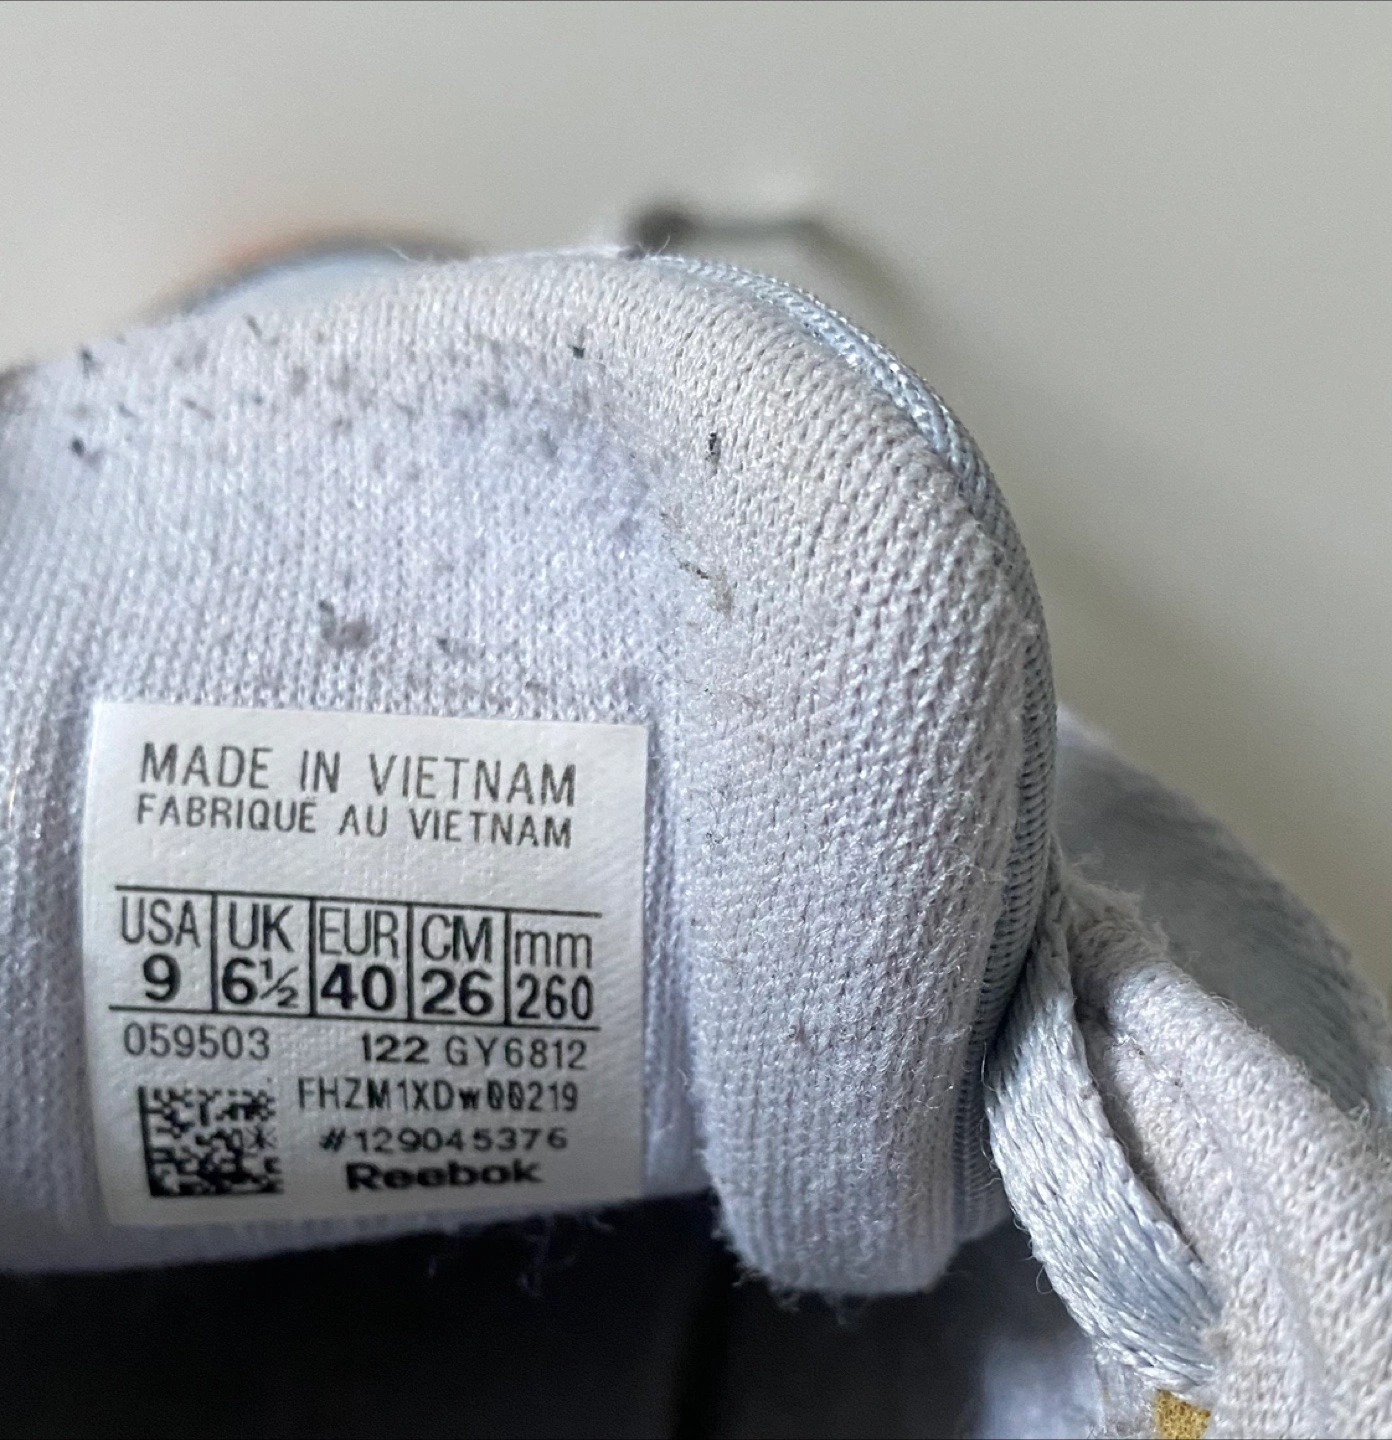 MADE IN VIETNAM
FABRIQUÉ AU VIETNAM
USA UK EUR CM mm
9 6½ 40 26 260
059503 122 GY6812
FHZM1XDw00219
#129045376
Reebok